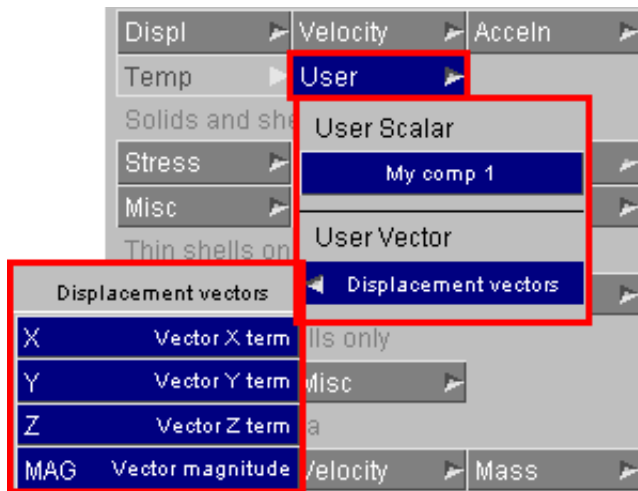 Displ Velocity Acceln
Temp User
Solids and she
User Scalar
Stress
My comp 1
Misc
User Vector
Thin shells on
Displacement vectors
Displacement vectors
X Vector X term
lls only
Y Vector Y term
Misc
Z Vector Z term
a
MAG Vector magnitude
Velocity Mass